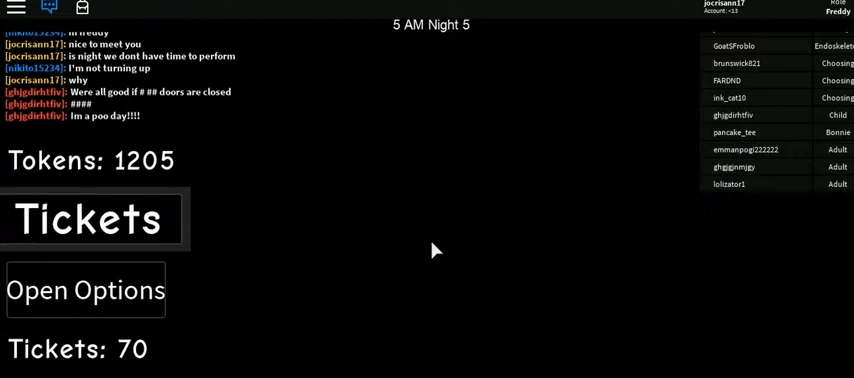 jocrisann17
Account: <13
Role
Freddy
5 AM Night 5
[nikito15234]: hi freddy
[jocrisann17]: nice to meet you
[jocrisann17]: is night we dont have time to perform
[nikito15234]: I'm not turning up
[jocrisann17]: why
[ghjgdirhtfiv]: Were all good if # ## doors are closed
[ghjgdirhtfiv]: ####
[ghjgdirhtfiv]: Im a poo day!!!!
GoatSFroblo Endoskelet
brunswick821 Choosing
FARDND Choosing
ink_cat10 Choosing
ghjgdirhtfiv Child
pancake_tee Bonnie
emmanpogi222222 Adult
ghgjginmjgy Adult
lolizator1 Adult
Tokens: 1205
Tickets
Open Options
Tickets: 70